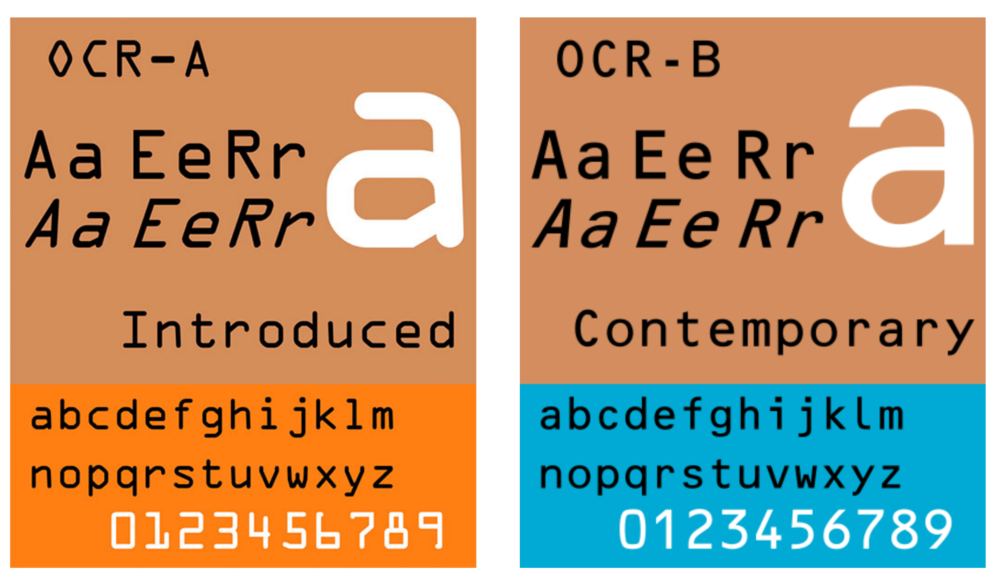 OCR-A
a
Aa EeRr
Aa EeRr
Introduced
abcdefghijklm
nopqrstuvwxyz
0123456789
OCR-B
a
Aa Ee Rr
Aa Ee Rr
Contemporary
abcdefghijklm
nopqrstuvwxyz
0123456789